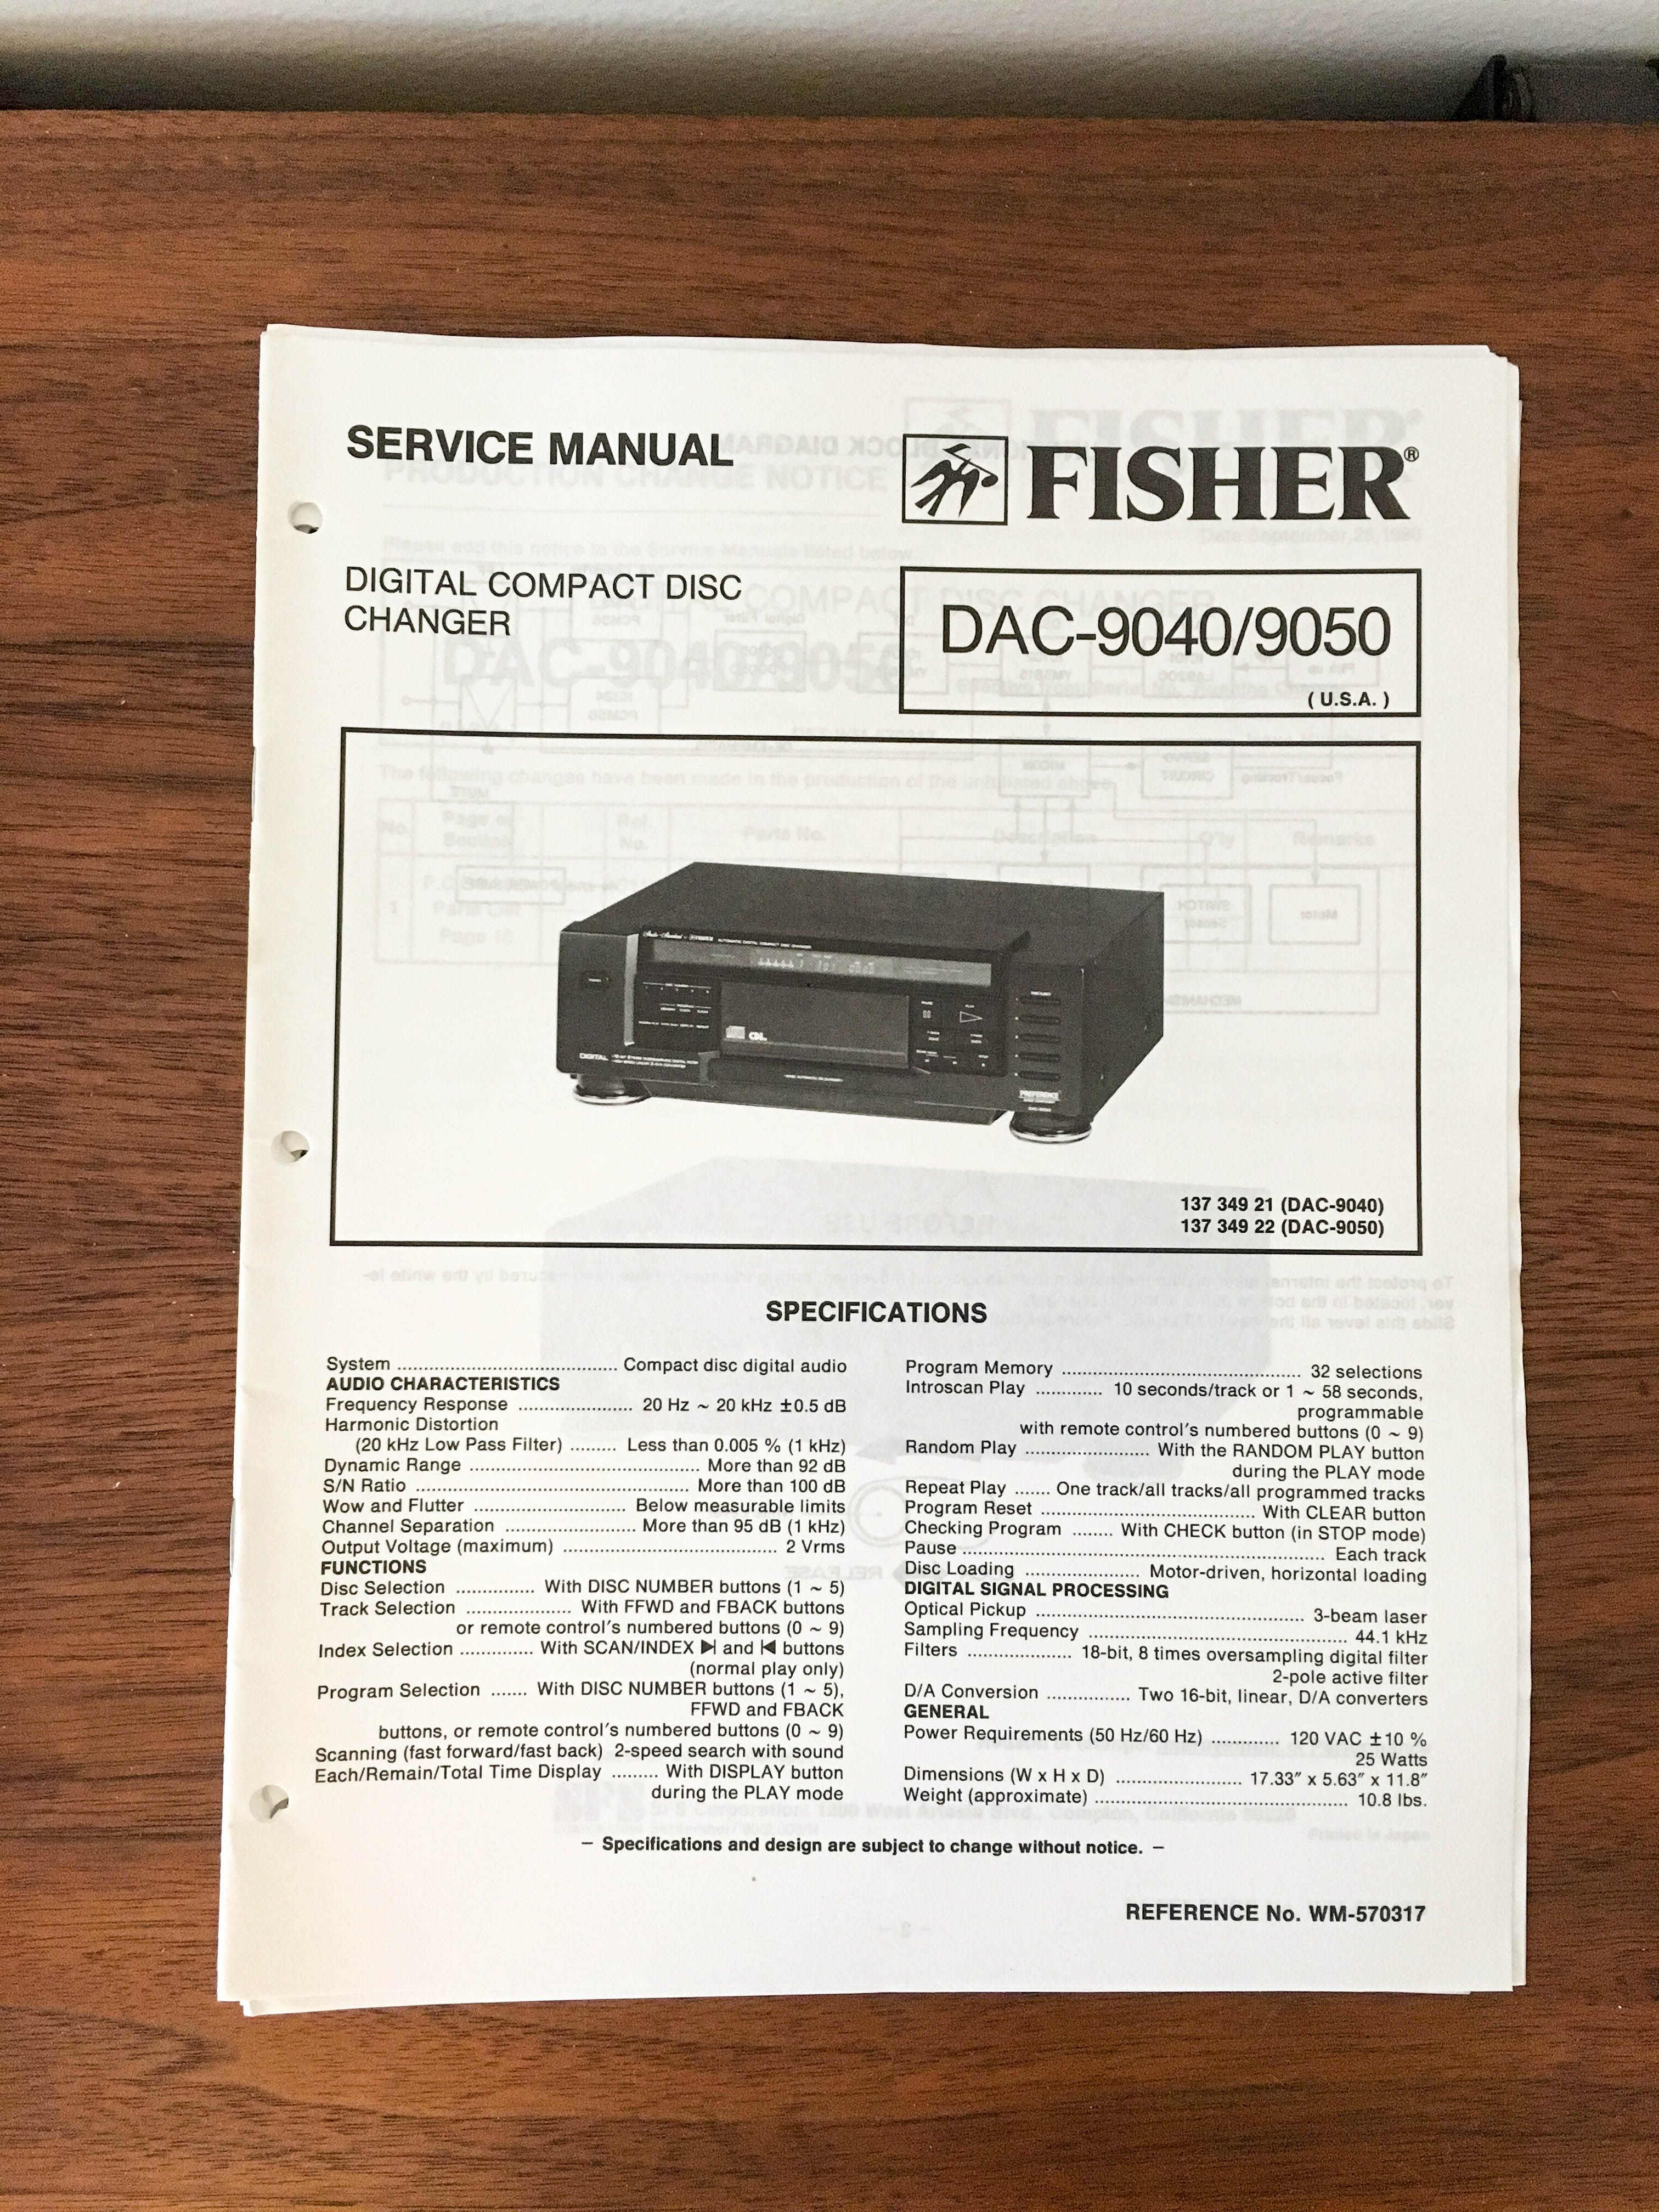 SERVICE MANUAL
FISHER®
DIGITAL COMPACT DISC
CHANGER
DAC-9040/9050
( U.S.A. )
137 349 21 (DAC-9040)
137 349 22 (DAC-9050)
SPECIFICATIONS
System .......................................... Compact disc digital audio
AUDIO CHARACTERISTICS
Frequency Response ...................... 20 Hz ~ 20 kHz ±0.5 dB
Harmonic Distortion
(20 kHz Low Pass Filter) ......... Less than 0.005 % (1 kHz)
Dynamic Range ............................................ More than 92 dB
S/N Ratio .................................................... More than 100 dB
Wow and Flutter ............................. Below measurable limits
Channel Separation ......................... More than 95 dB (1 kHz)
Output Voltage (maximum) ......................................... 2 Vrms
FUNCTIONS
Disc Selection ............... With DISC NUMBER buttons (1 ~ 5)
Track Selection .................... With FFWD and FBACK buttons
or remote control's numbered buttons (0 ~ 9)
Index Selection .............. With SCAN/INDEX ▶| and |◀ buttons
(normal play only)
Program Selection ....... With DISC NUMBER buttons (1 ~ 5),
FFWD and FBACK
buttons, or remote control's numbered buttons (0 ~ 9)
Scanning (fast forward/fast back) 2-speed search with sound
Each/Remain/Total Time Display ......... With DISPLAY button
during the PLAY mode
Program Memory .............................................. 32 selections
Introscan Play ............. 10 seconds/track or 1 ~ 58 seconds,
programmable
with remote control's numbered buttons (0 ~ 9)
Random Play ........................ With the RANDOM PLAY button
during the PLAY mode
Repeat Play ....... One track/all tracks/all programmed tracks
Program Reset ......................................... With CLEAR button
Checking Program ........ With CHECK button (in STOP mode)
Pause ..................................................................... Each track
Disc Loading ...................... Motor-driven, horizontal loading
DIGITAL SIGNAL PROCESSING
Optical Pickup ................................................... 3-beam laser
Sampling Frequency ................................................. 44.1 kHz
Filters .................... 18-bit, 8 times oversampling digital filter
2-pole active filter
D/A Conversion ................ Two 16-bit, linear, D/A converters
GENERAL
Power Requirements (50 Hz/60 Hz) ............. 120 VAC ±10 %
25 Watts
Dimensions (W x H x D) ........................ 17.33″ x 5.63″ x 11.8″
Weight (approximate) ................................................ 10.8 lbs.
– Specifications and design are subject to change without notice. –
REFERENCE No. WM-570317